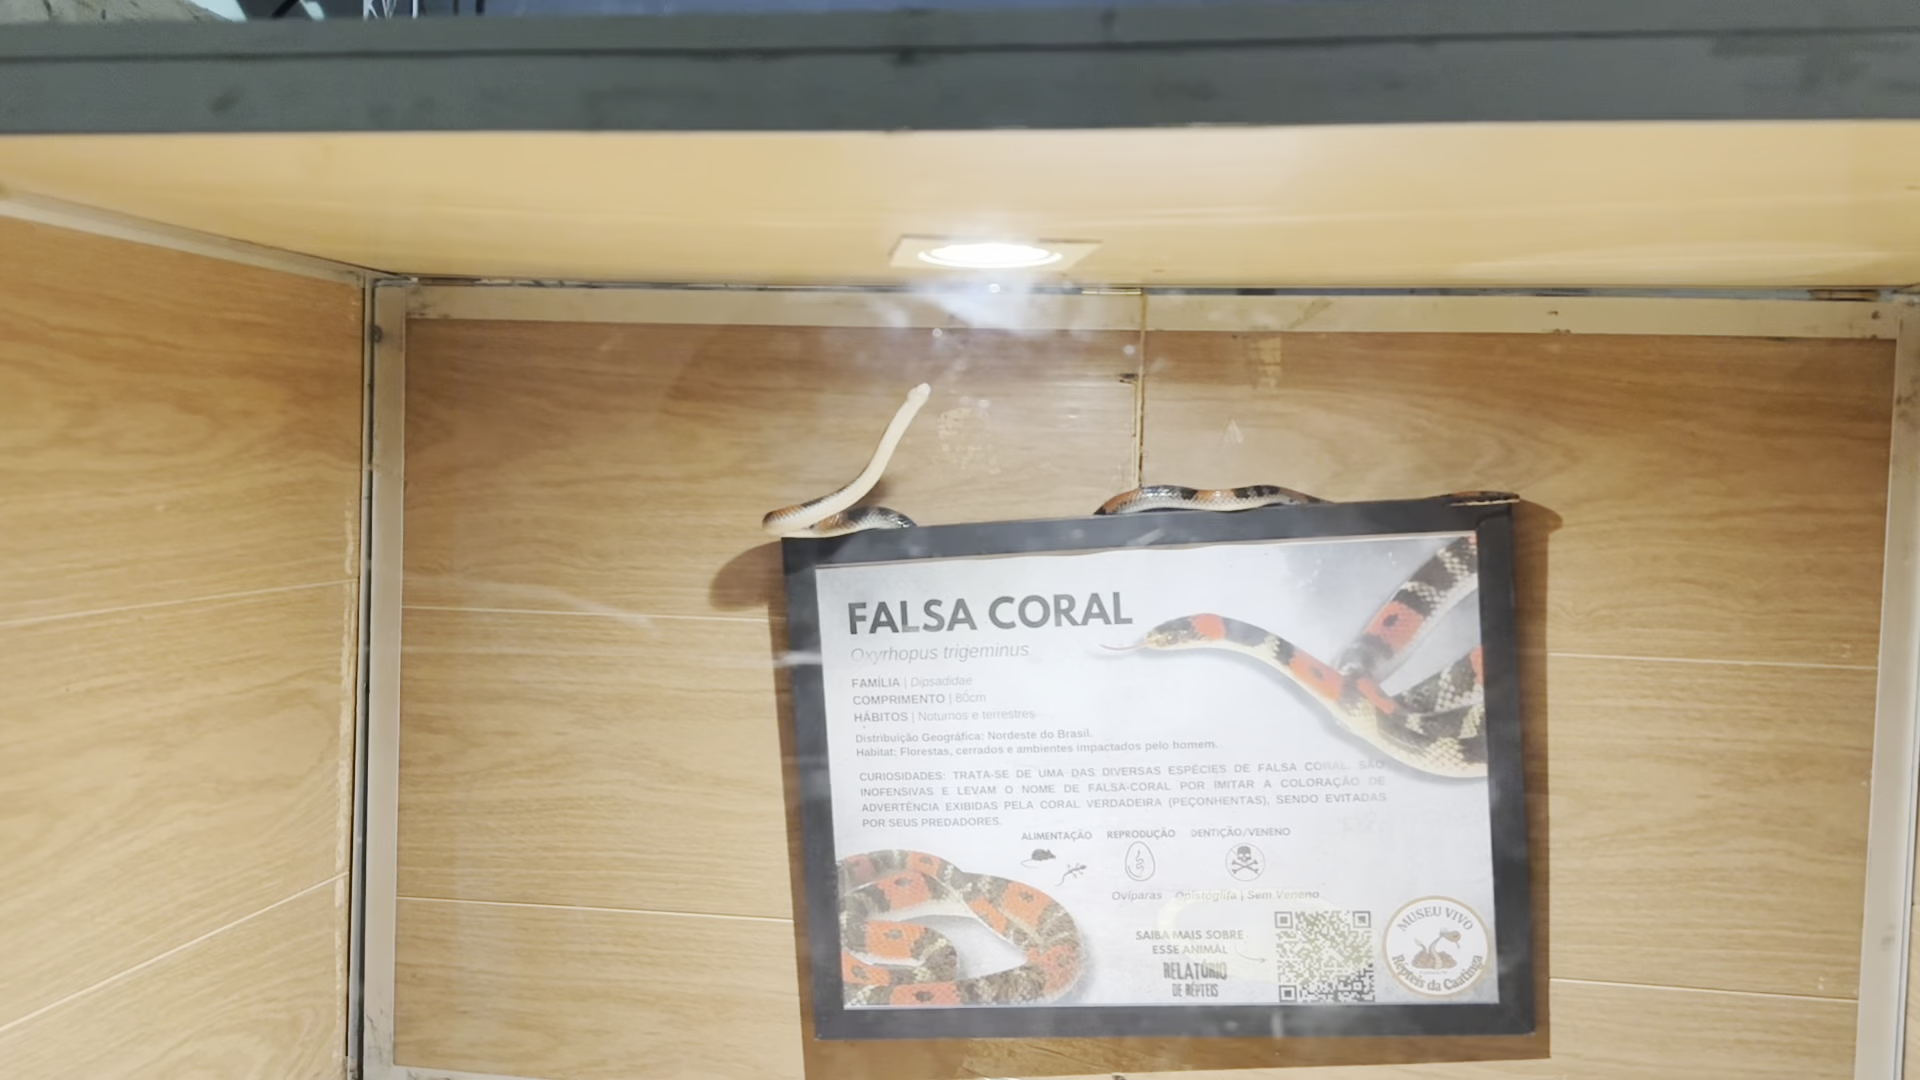 FALSA CORAL
Oxyrhopus trigeminus
FAMÍLIA | Dipsadidae
COMPRIMENTO | 80cm
HÁBITOS | Noturnos e terrestres
Distribuição Geográfica: Nordeste do Brasil.
Habitat: Florestas, cerrados e ambientes impactados pelo homem.
CURIOSIDADES: TRATA-SE DE UMA DAS DIVERSAS ESPÉCIES DE FALSA CORAL. SÃO
INOFENSIVAS E LEVAM O NOME DE FALSA-CORAL POR IMITAR A COLORAÇÃO DE
ADVERTÊNCIA EXIBIDAS PELA CORAL VERDADEIRA (PEÇONHENTAS), SENDO EVITADAS
POR SEUS PREDADORES.
ALIMENTAÇÃO REPRODUÇÃO DENTIÇÃO/VENENO
Ovíparas Opistóglifa | Sem Veneno
SAIBA MAIS SOBRE
ESSE ANIMAL
RELATÓRIO
DE RÉPTEIS
MUSEU VIVO
Répteis da Caatinga